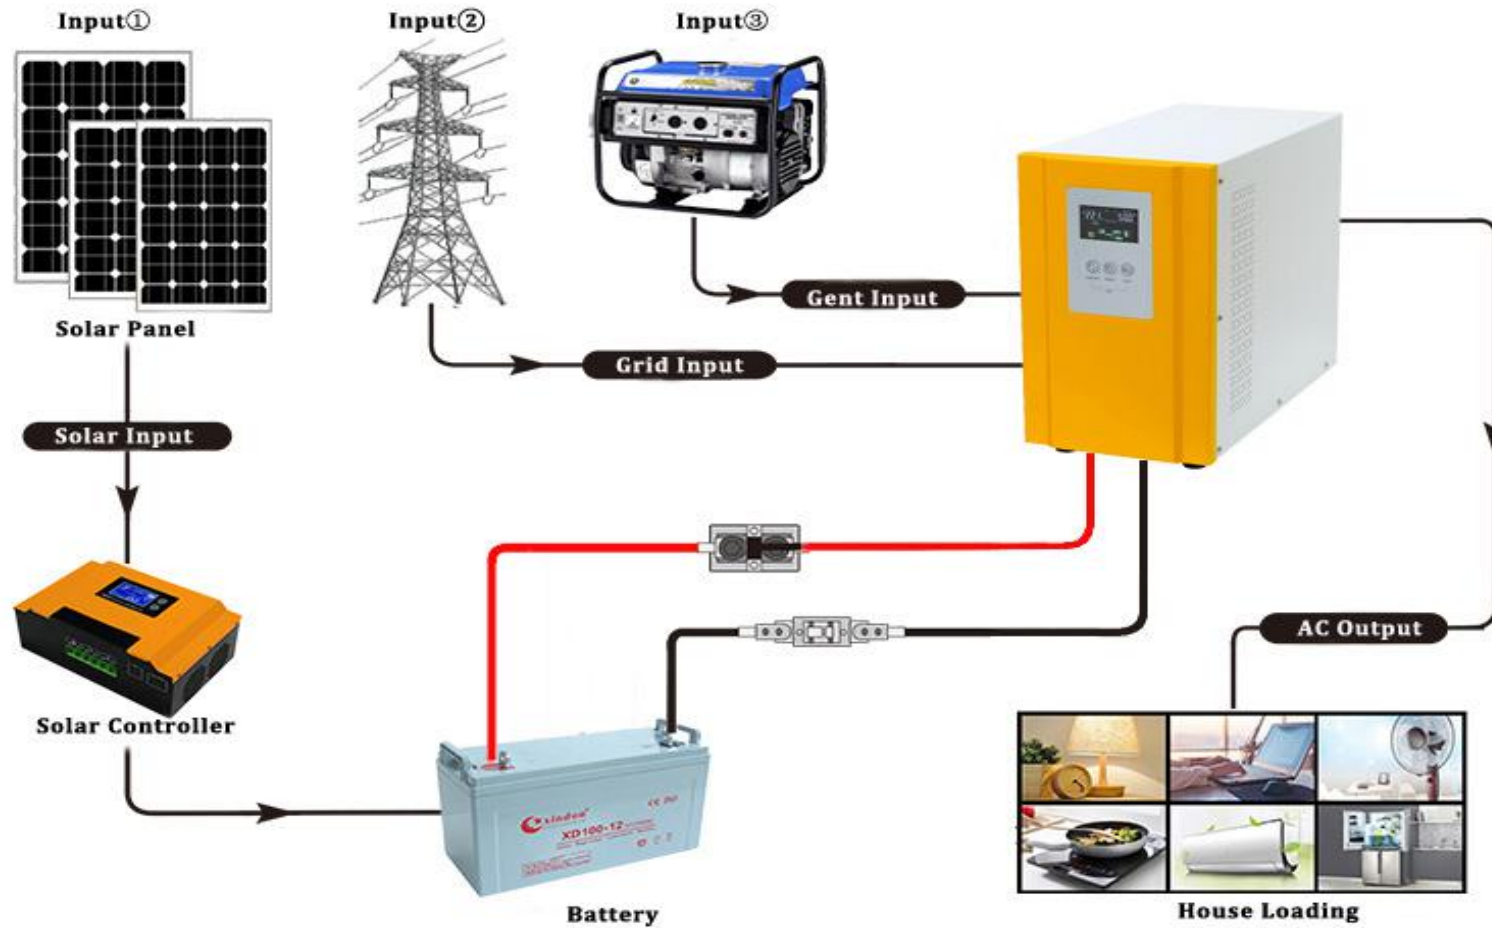 Input①
Input②
Input③
Solar Panel
Gent Input
Grid Input
Solar Input
Solar Controller
AC Output
xindun
XD100-12
Battery
House Loading